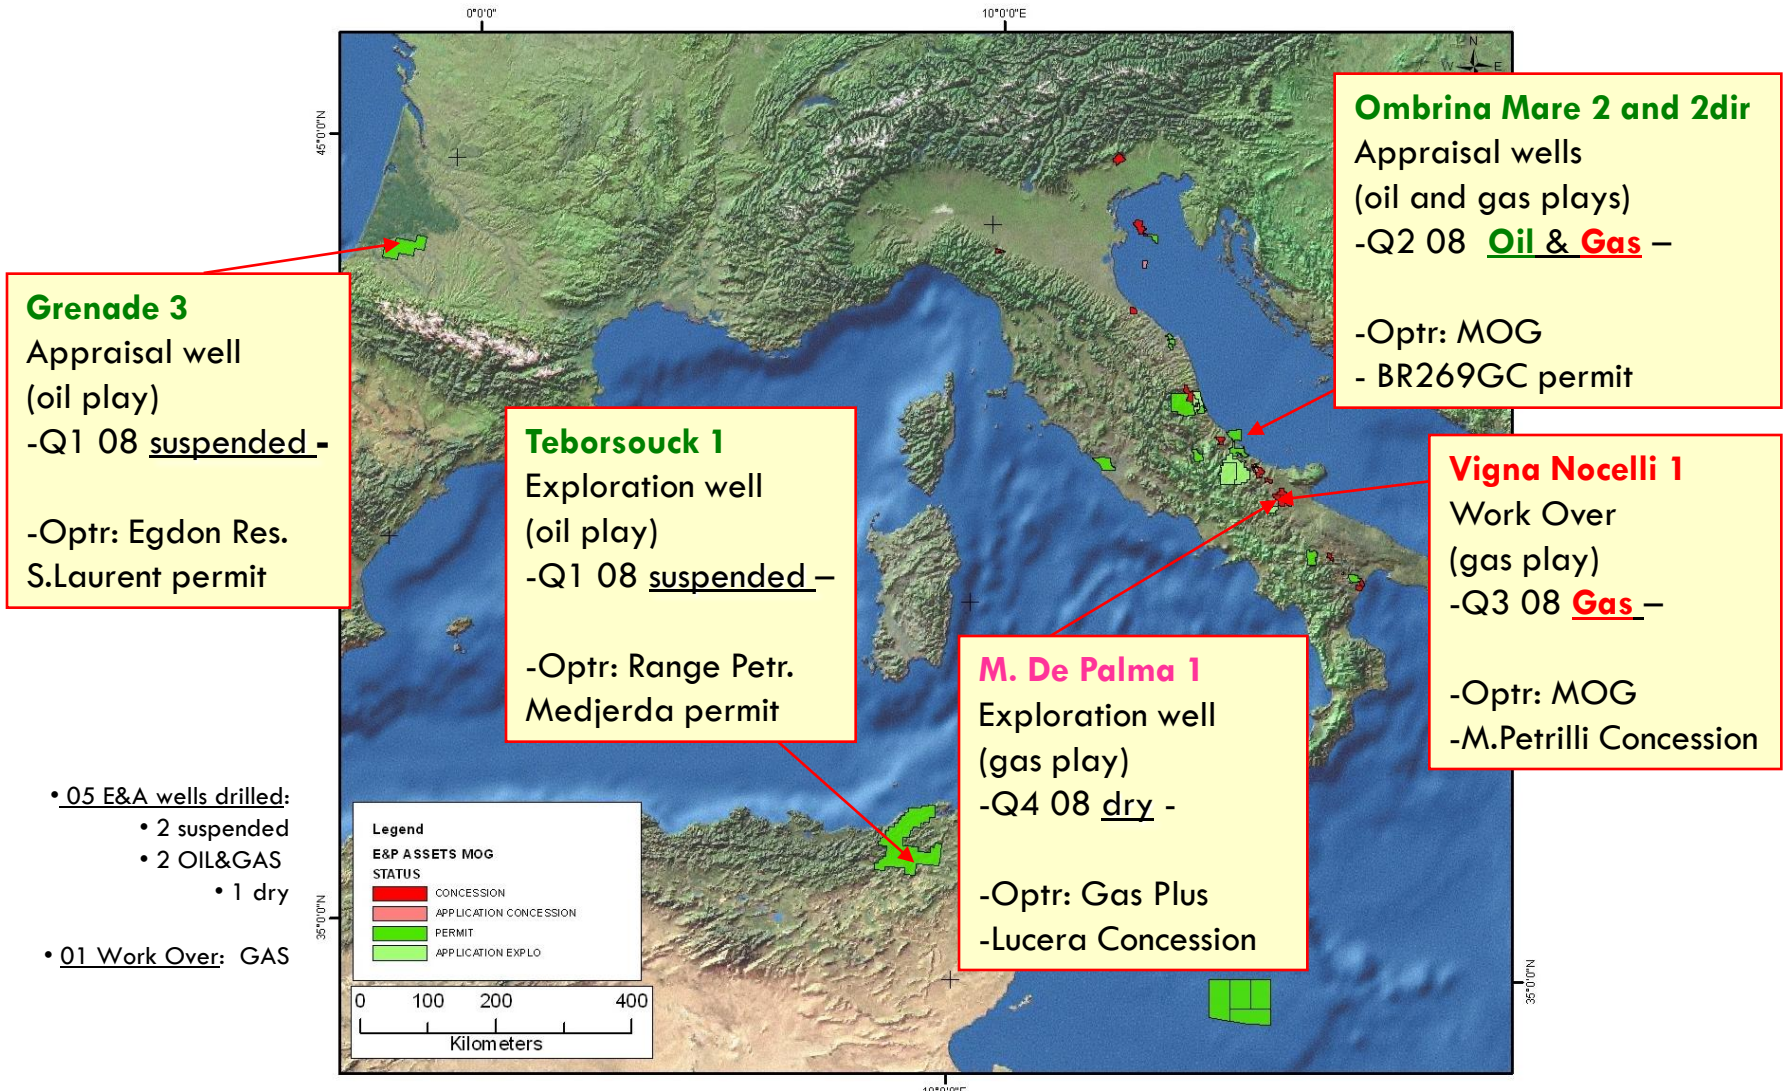 0°0'0"
10°0'0"E
N
W
E
45°0'0"N
Ombrina Mare 2 and 2dir
Appraisal wells
(oil and gas plays)
-Q2 08 Oil & Gas –
-Optr: MOG
- BR269GC permit
Grenade 3
Appraisal well
(oil play)
-Q1 08 suspended -
-Optr: Egdon Res.
S.Laurent permit
Teborsouck 1
Exploration well
(oil play)
-Q1 08 suspended –
-Optr: Range Petr.
Medjerda permit
Vigna Nocelli 1
Work Over
(gas play)
-Q3 08 Gas –
-Optr: MOG
-M.Petrilli Concession
M. De Palma 1
Exploration well
(gas play)
-Q4 08 dry -
-Optr: Gas Plus
-Lucera Concession
• 05 E&A wells drilled:
• 2 suspended
• 2 OIL&GAS
• 1 dry
• 01 Work Over: GAS
Legend
E&P ASSETS MOG
STATUS
CONCESSION
APPLICATION CONCESSION
PERMIT
APPLICATION EXPLO
35°0'0"N
0 100 200 400
Kilometers
35°0'0"N
10°0'0"E